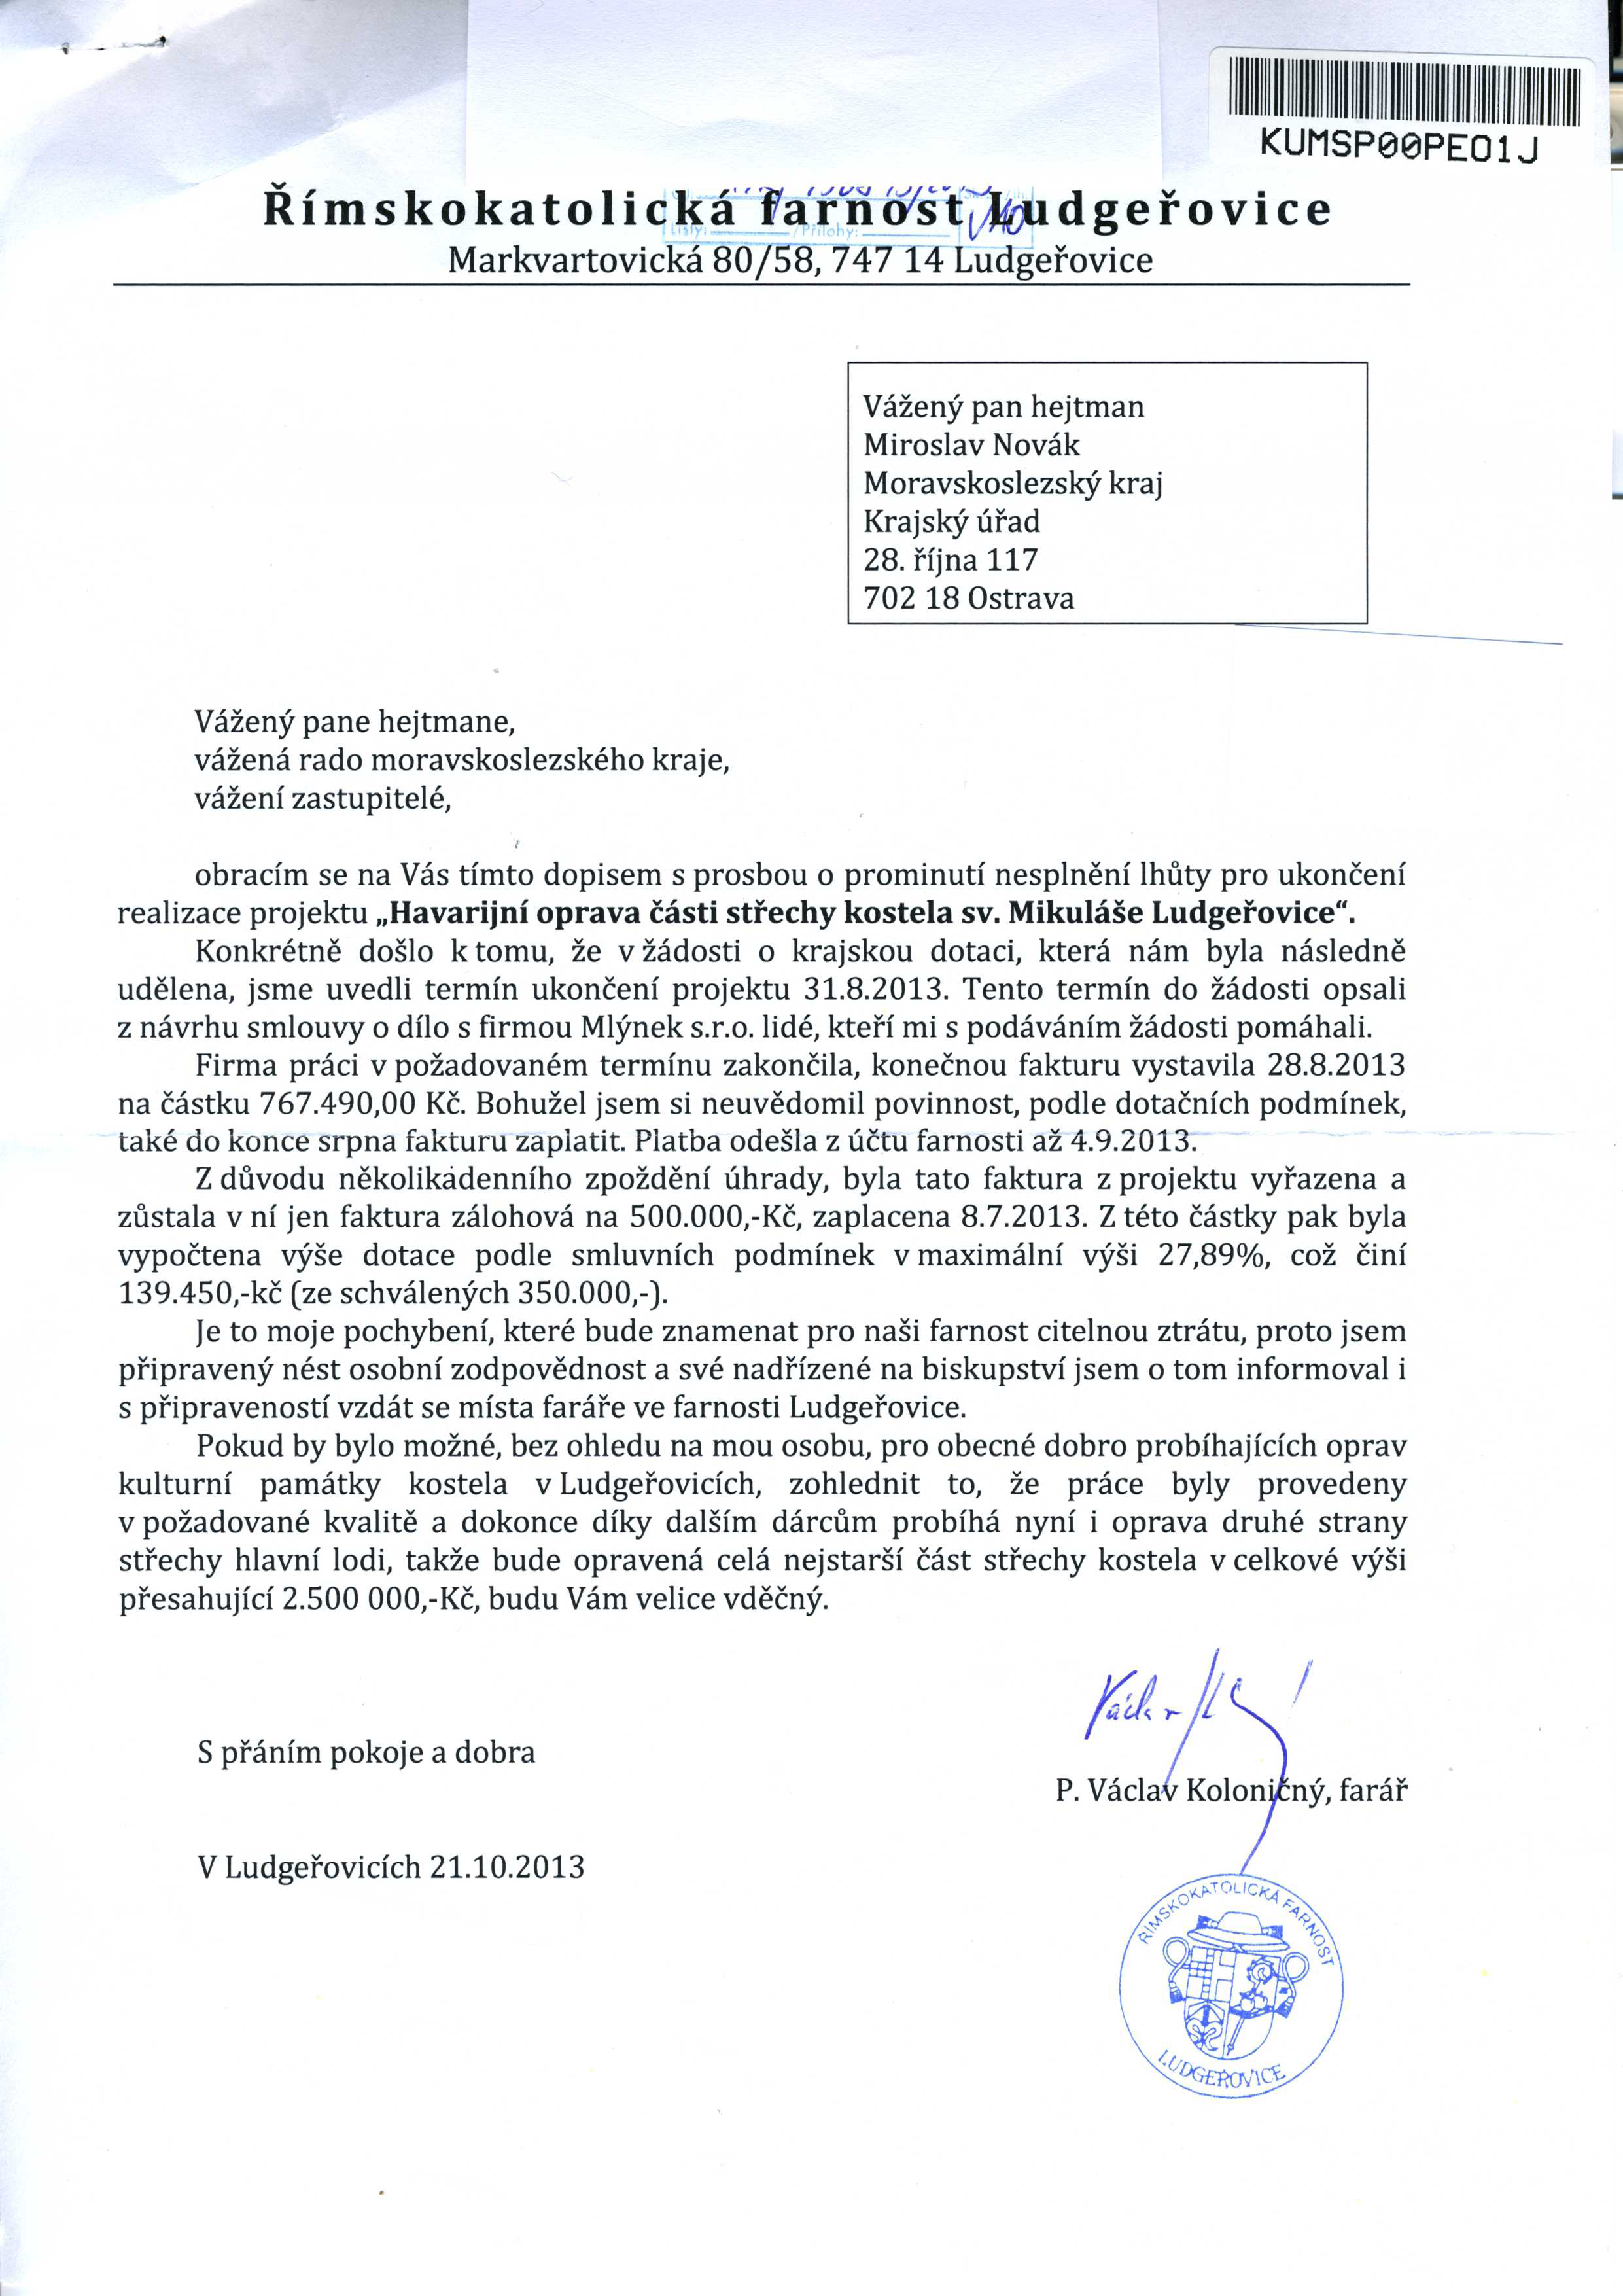 KUMSP00PE01J
Římskokatolická farnost Ludgeřovice
Listy: /Přílohy:
Markvartovická 80/58, 747 14 Ludgeřovice
Vážený pan hejtman
Miroslav Novák
Moravskoslezský kraj
Krajský úřad
28. října 117
702 18 Ostrava
Vážený pane hejtmane,
vážená rado moravskoslezského kraje,
vážení zastupitelé,
obracím se na Vás tímto dopisem s prosbou o prominutí nesplnění lhůty pro ukončení
realizace projektu „Havarijní oprava části střechy kostela sv. Mikuláše Ludgeřovice“.
Konkrétně došlo k tomu, že v žádosti o krajskou dotaci, která nám byla následně
udělena, jsme uvedli termín ukončení projektu 31.8.2013. Tento termín do žádosti opsali
z návrhu smlouvy o dílo s firmou Mlýnek s.r.o. lidé, kteří mi s podáváním žádosti pomáhali.
Firma práci v požadovaném termínu zakončila, konečnou fakturu vystavila 28.8.2013
na částku 767.490,00 Kč. Bohužel jsem si neuvědomil povinnost, podle dotačních podmínek,
také do konce srpna fakturu zaplatit. Platba odešla z účtu farnosti až 4.9.2013.
Z důvodu několikadenního zpoždění úhrady, byla tato faktura z projektu vyřazena a
zůstala v ní jen faktura zálohová na 500.000,-Kč, zaplacena 8.7.2013. Z této částky pak byla
vypočtena výše dotace podle smluvních podmínek v maximální výši 27,89%, což činí
139.450,-kč (ze schválených 350.000,-).
Je to moje pochybení, které bude znamenat pro naši farnost citelnou ztrátu, proto jsem
připravený nést osobní zodpovědnost a své nadřízené na biskupství jsem o tom informoval i
s připraveností vzdát se místa faráře ve farnosti Ludgeřovice.
Pokud by bylo možné, bez ohledu na mou osobu, pro obecné dobro probíhajících oprav
kulturní památky kostela v Ludgeřovicích, zohlednit to, že práce byly provedeny
v požadované kvalitě a dokonce díky dalším dárcům probíhá nyní i oprava druhé strany
střechy hlavní lodi, takže bude opravená celá nejstarší část střechy kostela v celkové výši
přesahující 2.500 000,-Kč, budu Vám velice vděčný.
Václav
S přáním pokoje a dobra
P. Václav Koloničný, farář
V Ludgeřovicích 21.10.2013
ŘÍMSKOKATOLICKÁ FARNOST
LUDGEŘOVICE